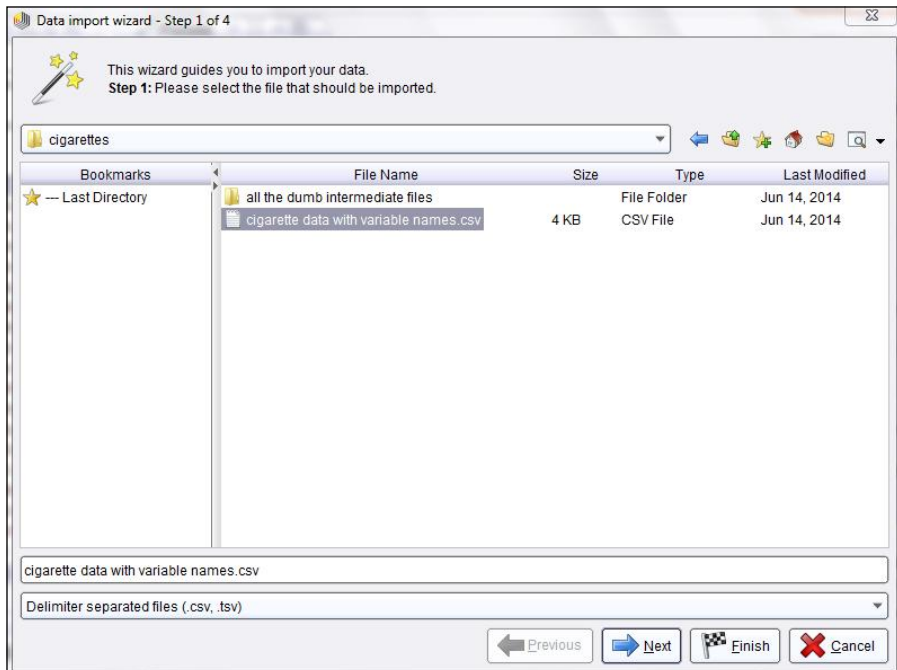 Data import wizard - Step 1 of 4
This wizard guides you to import your data.
Step 1: Please select the file that should be imported.
cigarettes
Bookmarks File Name Size Type Last Modified
--- Last Directory all the dumb intermediate files File Folder Jun 14, 2014
cigarette data with variable names.csv 4 KB CSV File Jun 14, 2014
cigarette data with variable names.csv
Delimiter separated files (.csv, .tsv)
Previous Next Finish Cancel